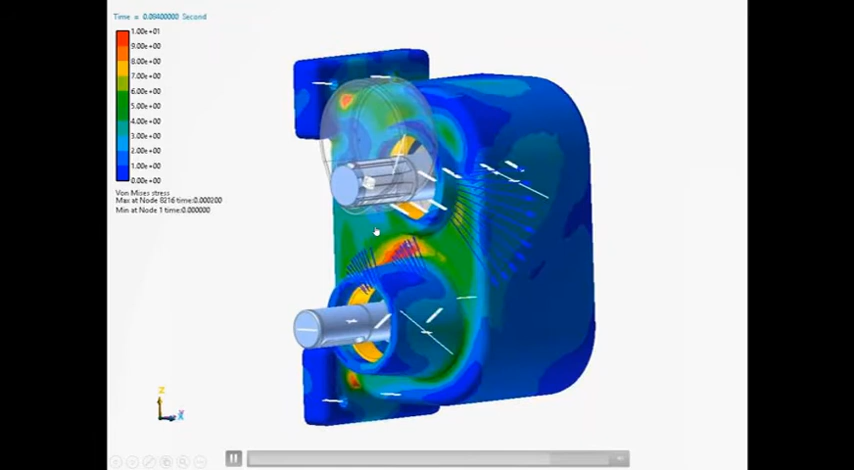 Time = 0.08400000 Second
1.00e+01
9.00e+00
8.00e+00
7.00e+00
6.00e+00
5.00e+00
4.00e+00
3.00e+00
2.00e+00
1.00e+00
0.00e+00
Von Mises stress
Max at Node 8216 time:0.000200
Min at Node 1 time:0.000000
Z
X